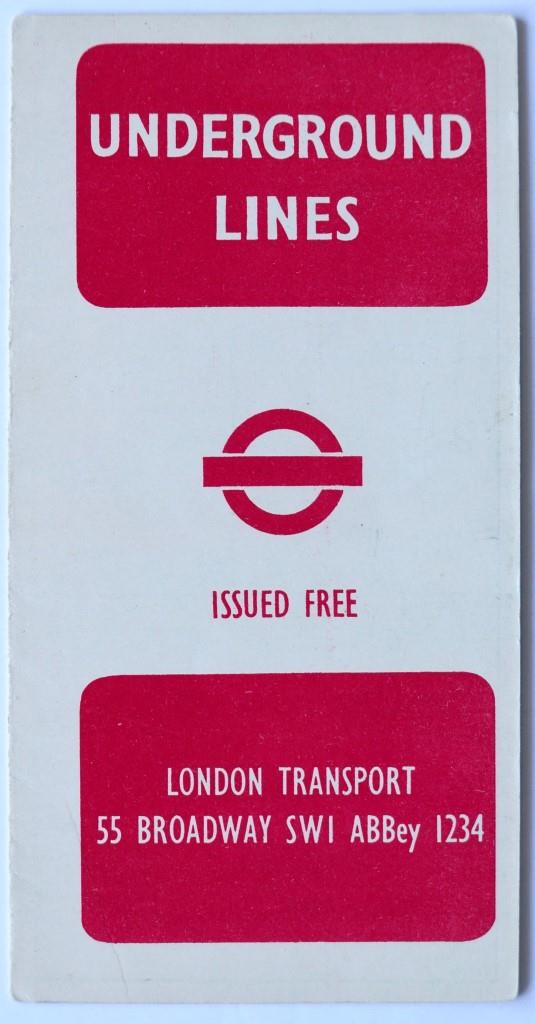 UNDERGROUND
LINES
ISSUED FREE
LONDON TRANSPORT
55 BROADWAY SW1 ABBey 1234